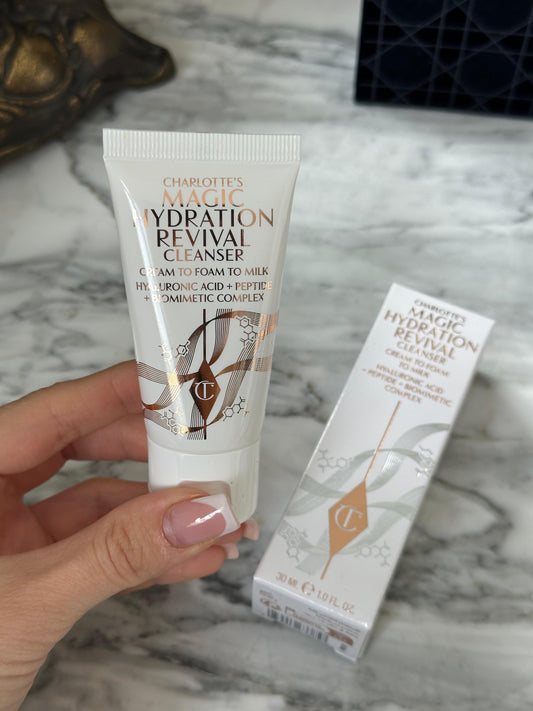 CHARLOTTE'S
MAGIC
HYDRATION
REVIVAL
CLEANSER
CREAM TO FOAM TO MILK
HYALURONIC ACID + PEPTIDE
+ BIOMIMETIC COMPLEX
CT
CHARLOTTE'S
MAGIC
HYDRATION
REVIVAL
CLEANSER
CREAM TO FOAM
TO MILK
HYALURONIC ACID
+ PEPTIDE + BIOMIMETIC
COMPLEX
CT
30 ML ℮ 1.0 FL. OZ.